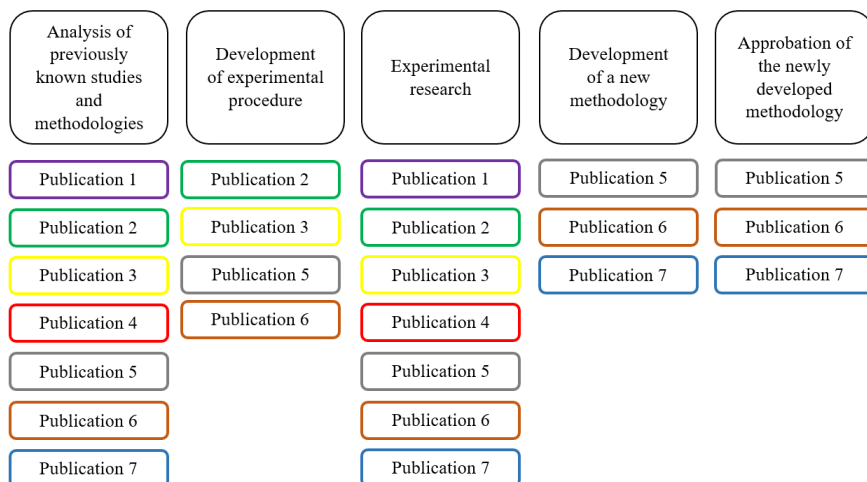 Analysis of
previously
known studies
and
methodologies
Development
of experimental
procedure
Experimental
research
Development
of a new
methodology
Approbation of
the newly
developed
methodology
Publication 1
Publication 2
Publication 3
Publication 4
Publication 5
Publication 6
Publication 7
Publication 2
Publication 3
Publication 5
Publication 6
Publication 1
Publication 2
Publication 3
Publication 4
Publication 5
Publication 6
Publication 7
Publication 5
Publication 6
Publication 7
Publication 5
Publication 6
Publication 7